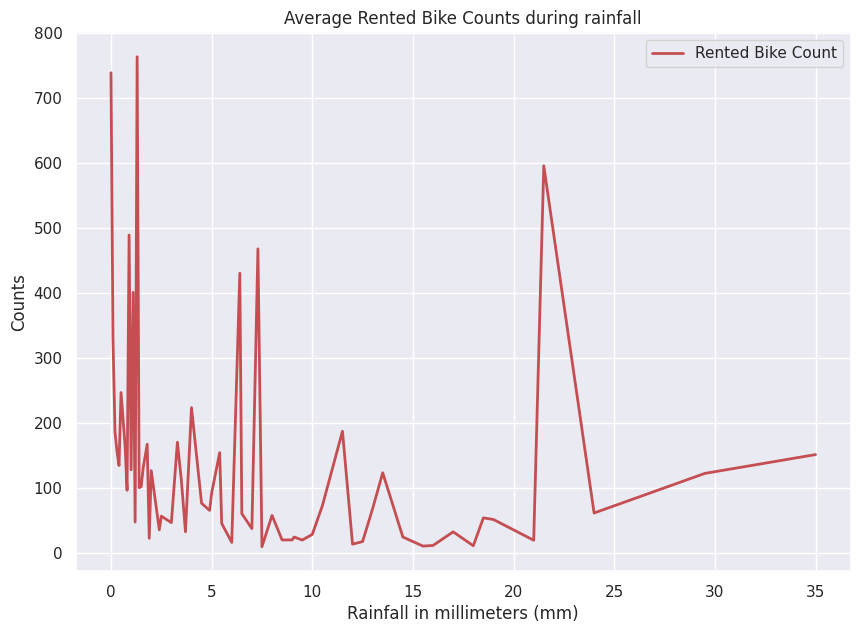 Average Rented Bike Counts during rainfall
Rented Bike Count
Counts
800
700
600
500
400
300
200
100
0
0 5 10 15 20 25 30 35
Rainfall in millimeters (mm)